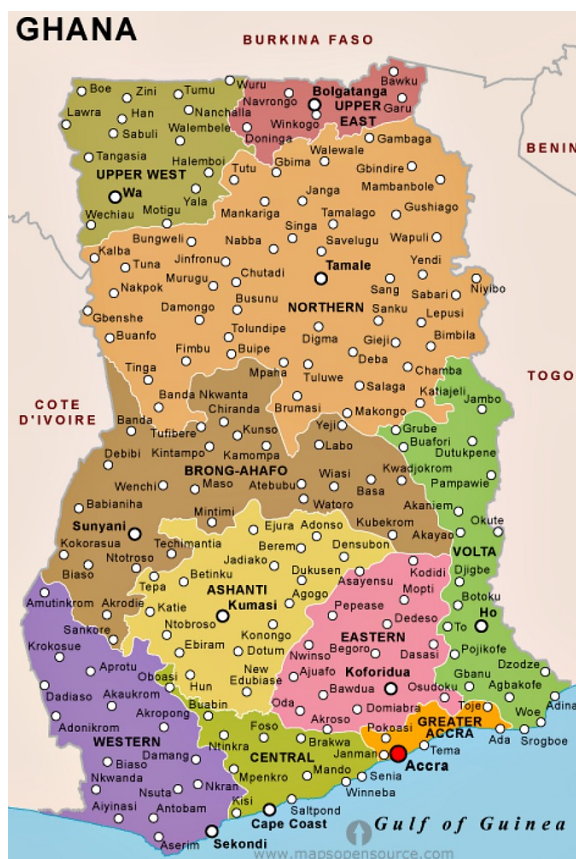 GHANA
BURKINA FASO
BENIN
TOGO
COTE
D'IVOIRE
Boe
Zini
Tumu
Wuru
Lawra
Han
Nanchalla
Sabuli
Walembele
Tangasia
Halemboi
UPPER WEST
Wa
Yala
Wechiau
Motigu
Navrongo
Bolgatanga
UPPER
EAST
Bawku
Garu
Winkogo
Doninga
Gambaga
Walewale
Tutu
Gbima
Gbindire
Mambanbole
Mankariga
Janga
Gushiago
Tamalago
Singa
Bungweli
Nabba
Savelugu
Wapuli
Kalba
Tuna
Jinfronu
Tamale
Yendi
Nakpok
Murugu
Chutadi
Sang
Niyibo
Sabari
NORTHERN
Busunu
Damongo
Gbenshe
Sanku
Lepusi
Buanfo
Tolundipe
Digma
Gieji
Bimbila
Fimbu
Buipe
Deba
Mpaha
Tuluwe
Chamba
Tinga
Salaga
Katiajeli
Banda Nkwanta
Brumasi
Makongo
Jambo
Chiranda
Banda
Tufibere
Kunso
Yeji
Grube
Buafori
Labo
Dutukpene
Debibi
Kintampo
Kamompa
BRONG-AHAFO
Kwadjokrom
Wiasi
Pampawie
Wenchi
Maso
Atebubu
Basa
Babianiha
Watoro
Akaniem
Mintimi
Kubekrom
Okute
Sunyani
Ejura
Adonso
Akayao
Kokorasua
Techimantia
Berem
Densubon
VOLTA
Ntotroso
Jadiako
Kodidi
Biaso
Tepa
Betinku
Dukusen
Asayensu
Djigbe
ASHANTI
Agogo
Mopti
Botoku
Amutinkrom
Akrodie
Katie
Kumasi
Pepease
Dedeso
Ho
Ntobroso
Konongo
EASTERN
To
Sankore
Begoro
Dasasi
Krokosue
Ebiram
Dotum
Nwinso
Pojikofe
Aprotu
Oboasi
Hun
New
Edubiase
Ajuafo
Koforidua
Gbanu
Dzodze
Dadiaso
Akaukrom
Bawdua
Osudoku
Agbakofe
Adina
Buabin
Oda
Domiabra
Toje
Woe
Adonikrom
Akropong
Foso
Akroso
GREATER
ACCRA
Srogboe
Pokoasi
Ada
WESTERN
Ntinkra
Brakwa
Janman
Tema
Damang
CENTRAL
Accra
Biaso
Mpenkro
Mando
Senia
Nkwanda
Nkran
Winneba
Nsuta
Kisi
Saltpond
Aiyinasi
Antobam
Cape Coast
Aserim
Sekondi
Gulf of Guinea
www.mapsopensource.com